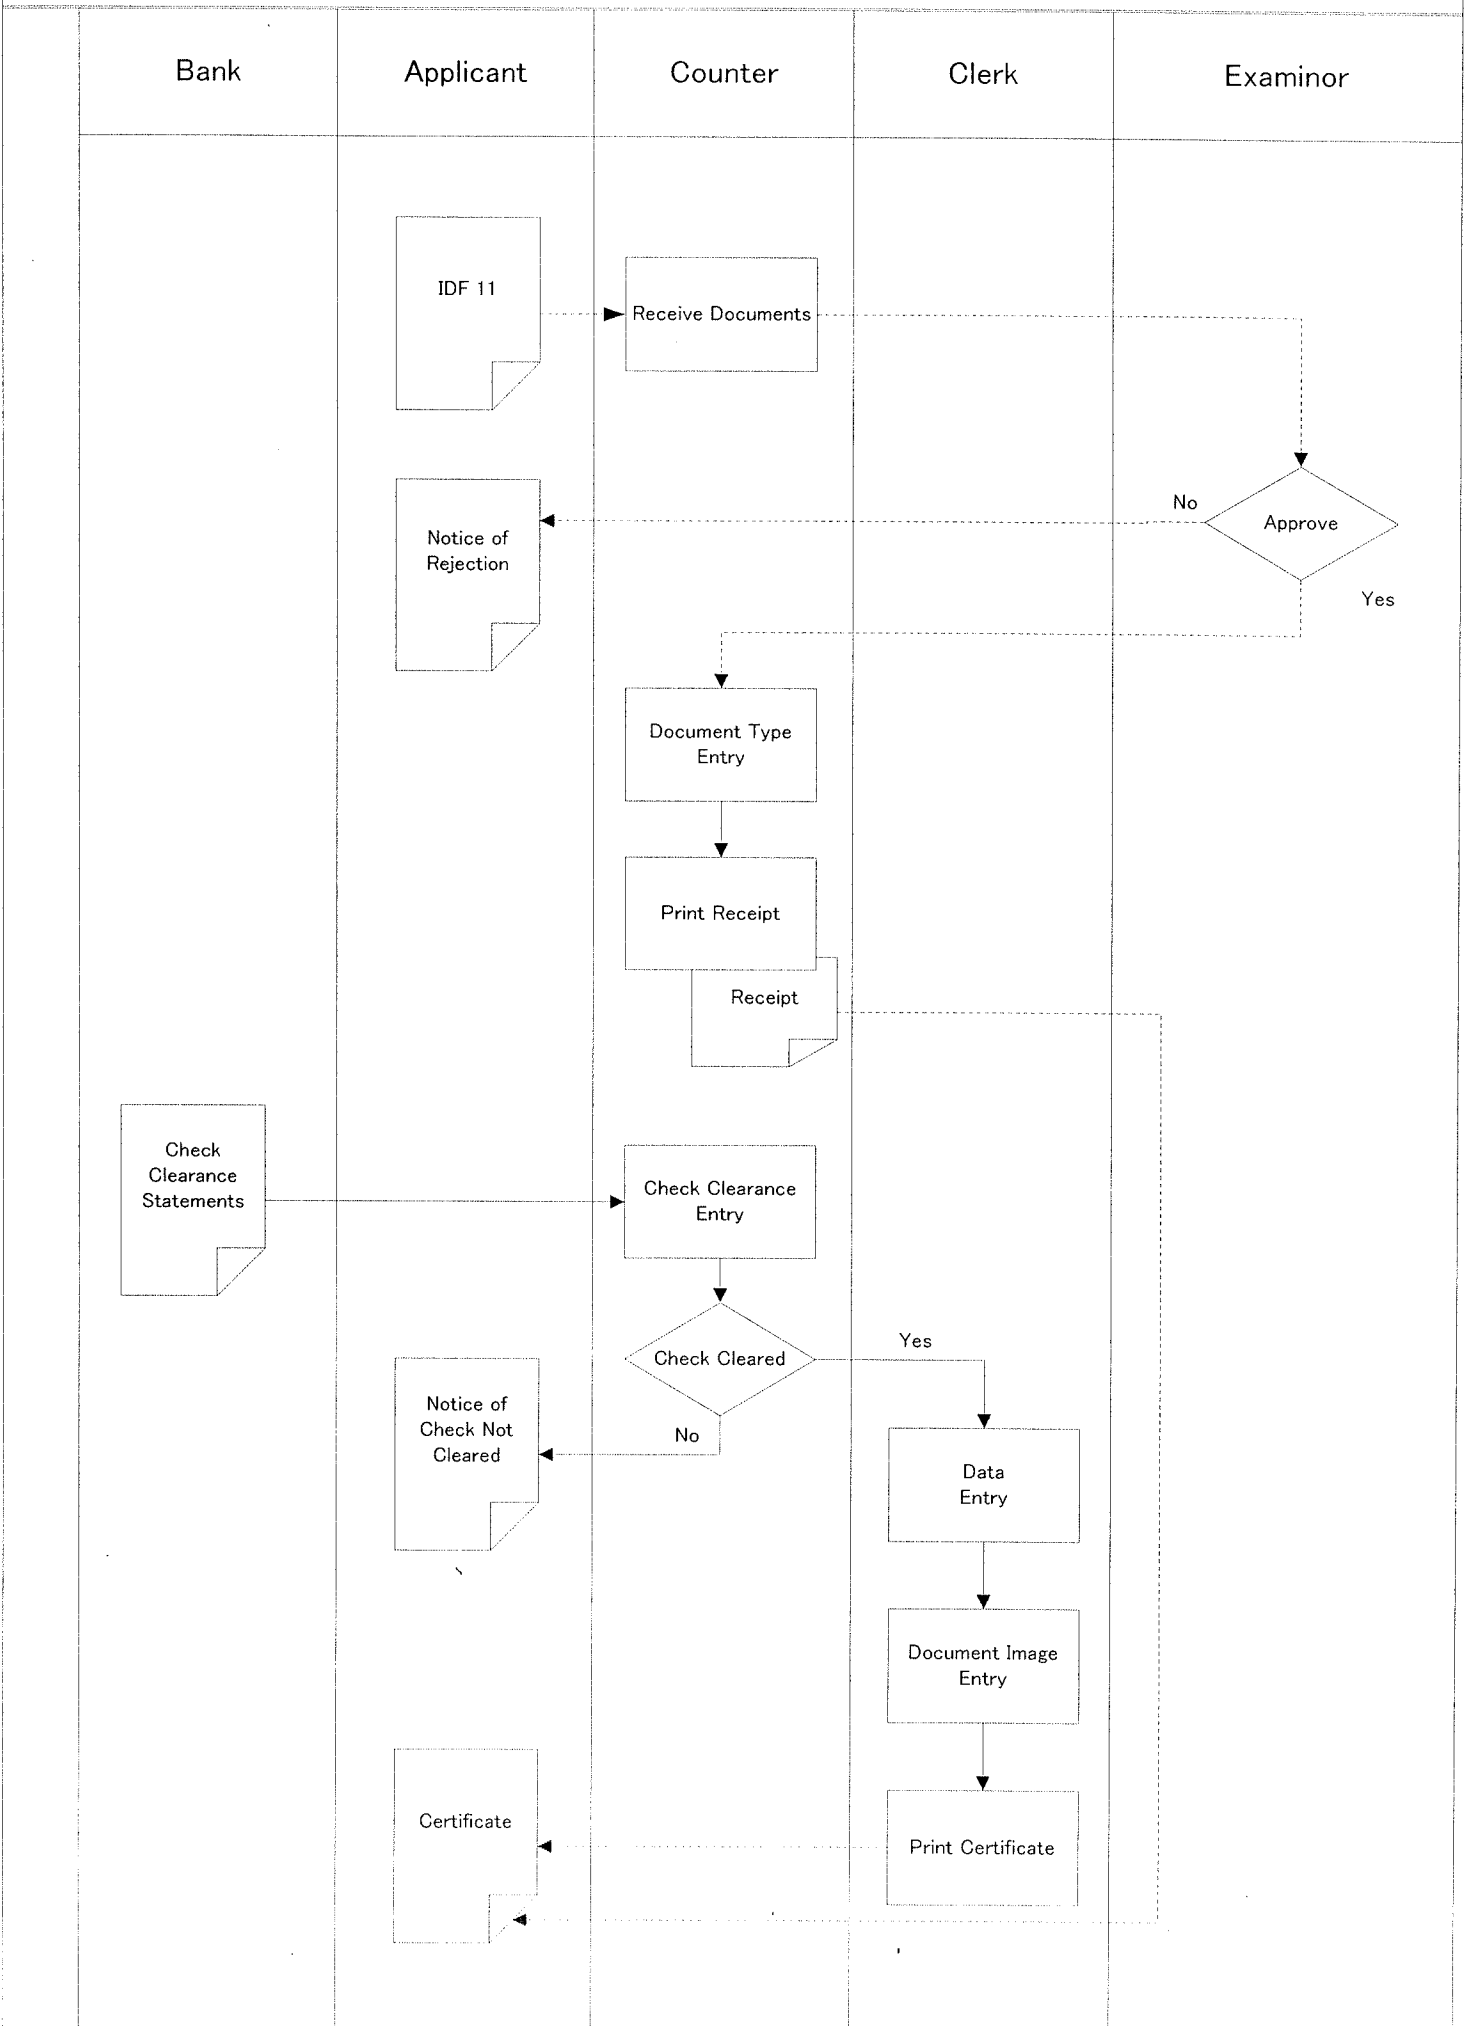 Bank
Applicant
Counter
Clerk
Examinor
IDF 11
Receive Documents
No
Approve
Notice of
Rejection
Yes
Document Type
Entry
Print Receipt
Receipt
Check
Clearance
Statements
Check Clearance
Entry
Yes
Check Cleared
Notice of
Check Not
Cleared
No
Data
Entry
Document Image
Entry
Certificate
Print Certificate